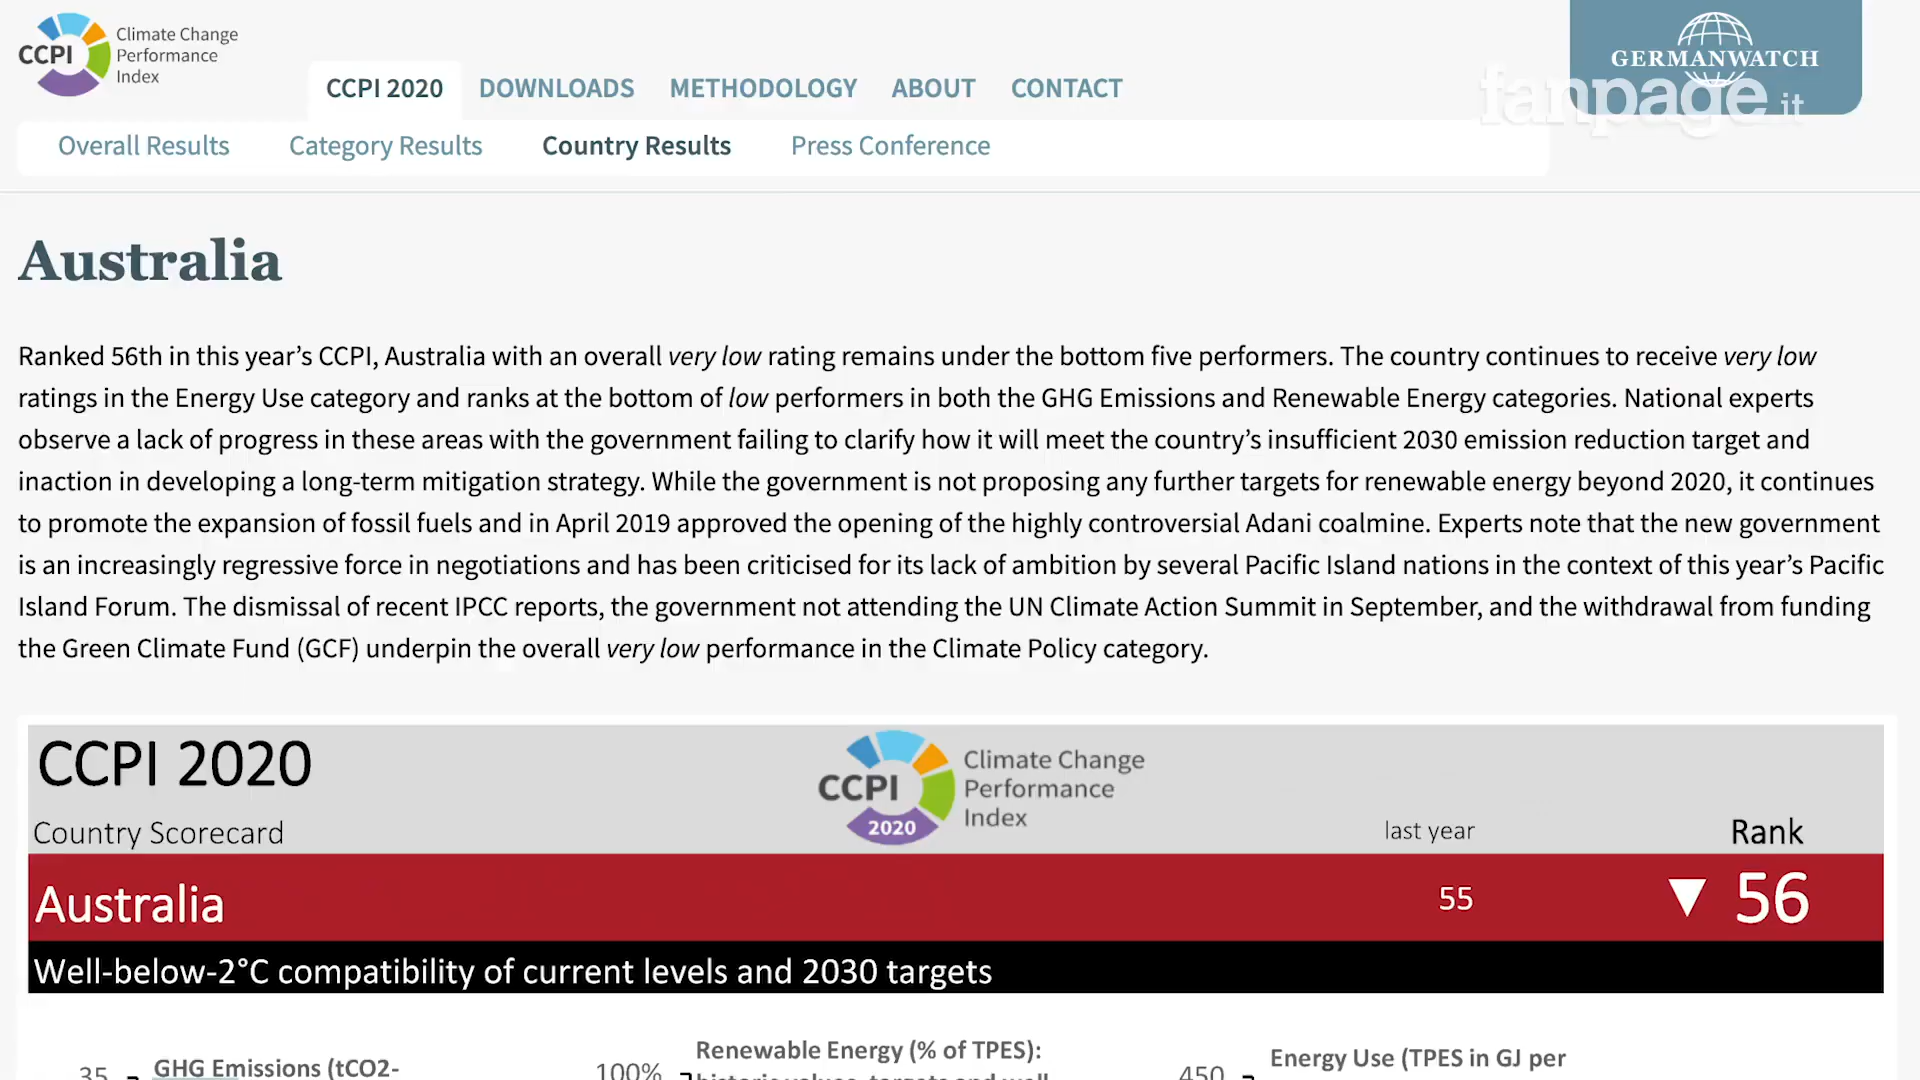 CCPI
Climate Change
Performance
Index
CCPI 2020
DOWNLOADS
METHODOLOGY
ABOUT
CONTACT
GERMANWATCH
fanpage.it
Overall Results
Category Results
Country Results
Press Conference
Australia
Ranked 56th in this year’s CCPI, Australia with an overall very low rating remains under the bottom five performers. The country continues to receive very low
ratings in the Energy Use category and ranks at the bottom of low performers in both the GHG Emissions and Renewable Energy categories. National experts
observe a lack of progress in these areas with the government failing to clarify how it will meet the country’s insufficient 2030 emission reduction target and
inaction in developing a long-term mitigation strategy. While the government is not proposing any further targets for renewable energy beyond 2020, it continues
to promote the expansion of fossil fuels and in April 2019 approved the opening of the highly controversial Adani coalmine. Experts note that the new government
is an increasingly regressive force in negotiations and has been criticised for its lack of ambition by several Pacific Island nations in the context of this year’s Pacific
Island Forum. The dismissal of recent IPCC reports, the government not attending the UN Climate Action Summit in September, and the withdrawal from funding
the Green Climate Fund (GCF) underpin the overall very low performance in the Climate Policy category.
CCPI 2020
Country Scorecard
CCPI
2020
Climate Change
Performance
Index
last year
Rank
Australia
55
▼ 56
Well-below-2°C compatibility of current levels and 2030 targets
35
GHG Emissions (tCO2-
100%
Renewable Energy (% of TPES):
450
Energy Use (TPES in GJ per